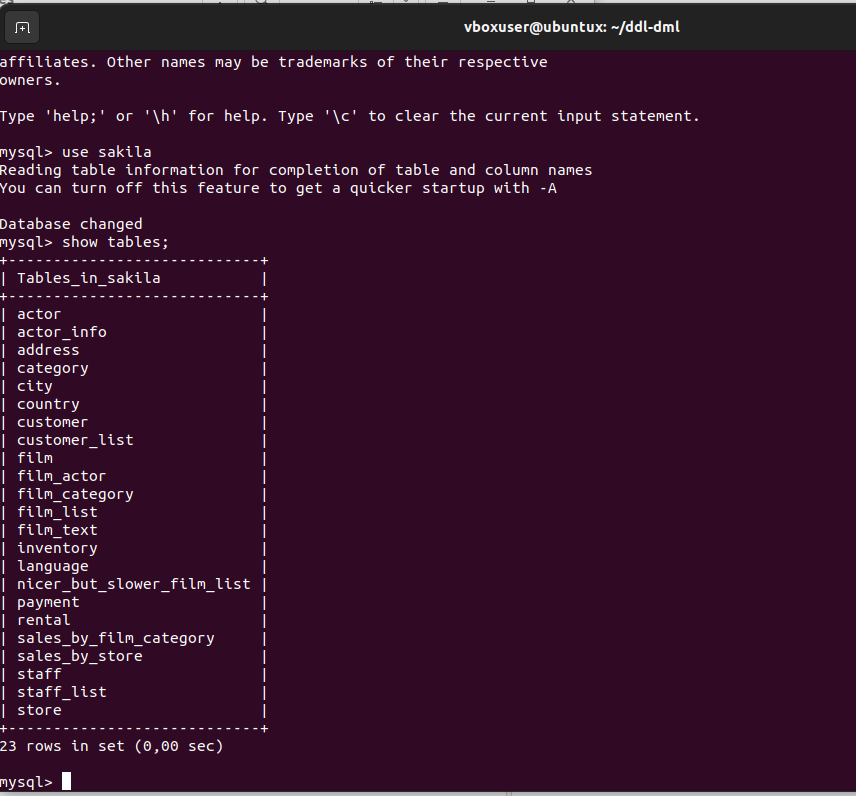 vboxuser@ubuntux: ~/ddl-dml
affiliates. Other names may be trademarks of their respective
owners.
Type 'help;' or '\h' for help. Type '\c' to clear the current input statement.
mysql> use sakila
Reading table information for completion of table and column names
You can turn off this feature to get a quicker startup with -A
Database changed
mysql> show tables;
+----------------------------+
| Tables_in_sakila           |
+----------------------------+
| actor                      |
| actor_info                 |
| address                    |
| category                   |
| city                       |
| country                    |
| customer                   |
| customer_list              |
| film                       |
| film_actor                 |
| film_category              |
| film_list                  |
| film_text                  |
| inventory                  |
| language                   |
| nicer_but_slower_film_list |
| payment                    |
| rental                     |
| sales_by_film_category     |
| sales_by_store             |
| staff                      |
| staff_list                 |
| store                      |
+----------------------------+
23 rows in set (0,00 sec)
mysql>